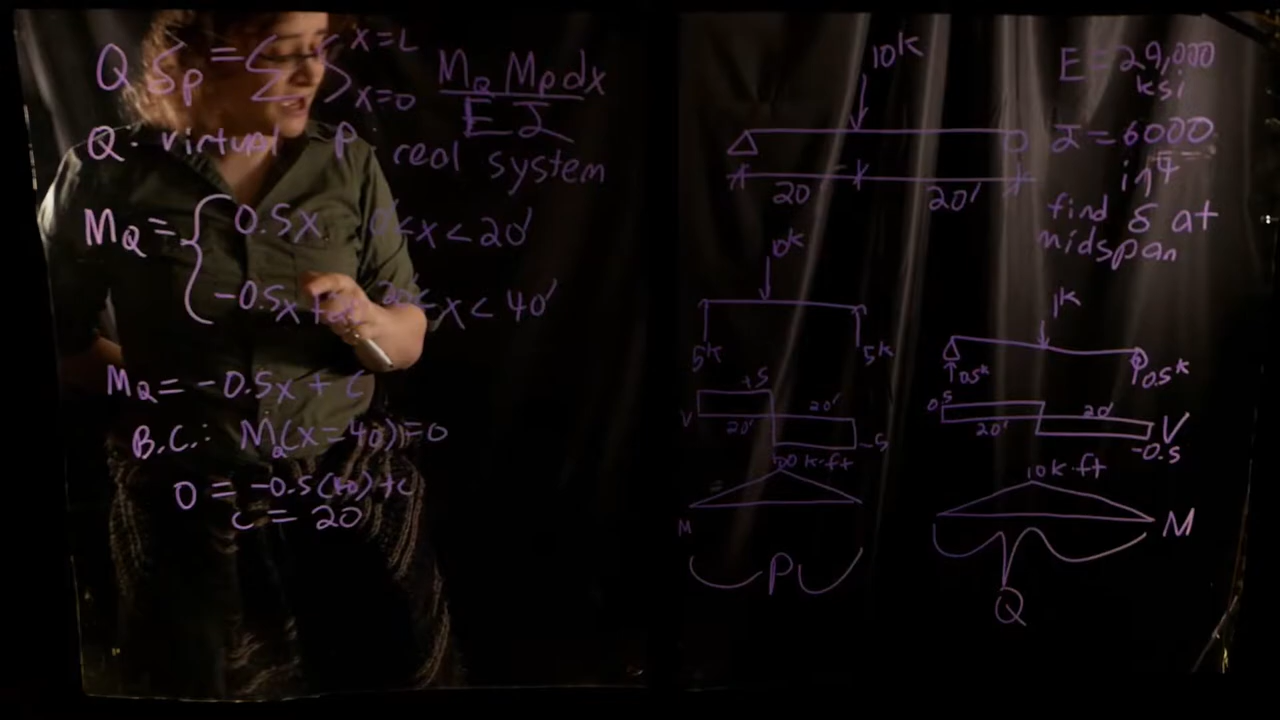 Q δp = Σ ∫ x=L x=0 MQ Mp dx / EI
Q - virtual P real system
MQ = { 0.5x 0' < x < 20'
-0.5x + < x < 40'
MQ = -0.5x + c
B.C.: MQ(x=40)=0
0 = -0.5(40)+c
c = 20
10k
20 20'
E = 29,000 ksi
I = 6000 in4
find δ at midspan
10k
5k 5k
+5
V 20' 20' -5
00 k·ft
M
P
1k
0.5k 0.5k
0.5 20' 20' V
-0.5
10k·ft
M
Q